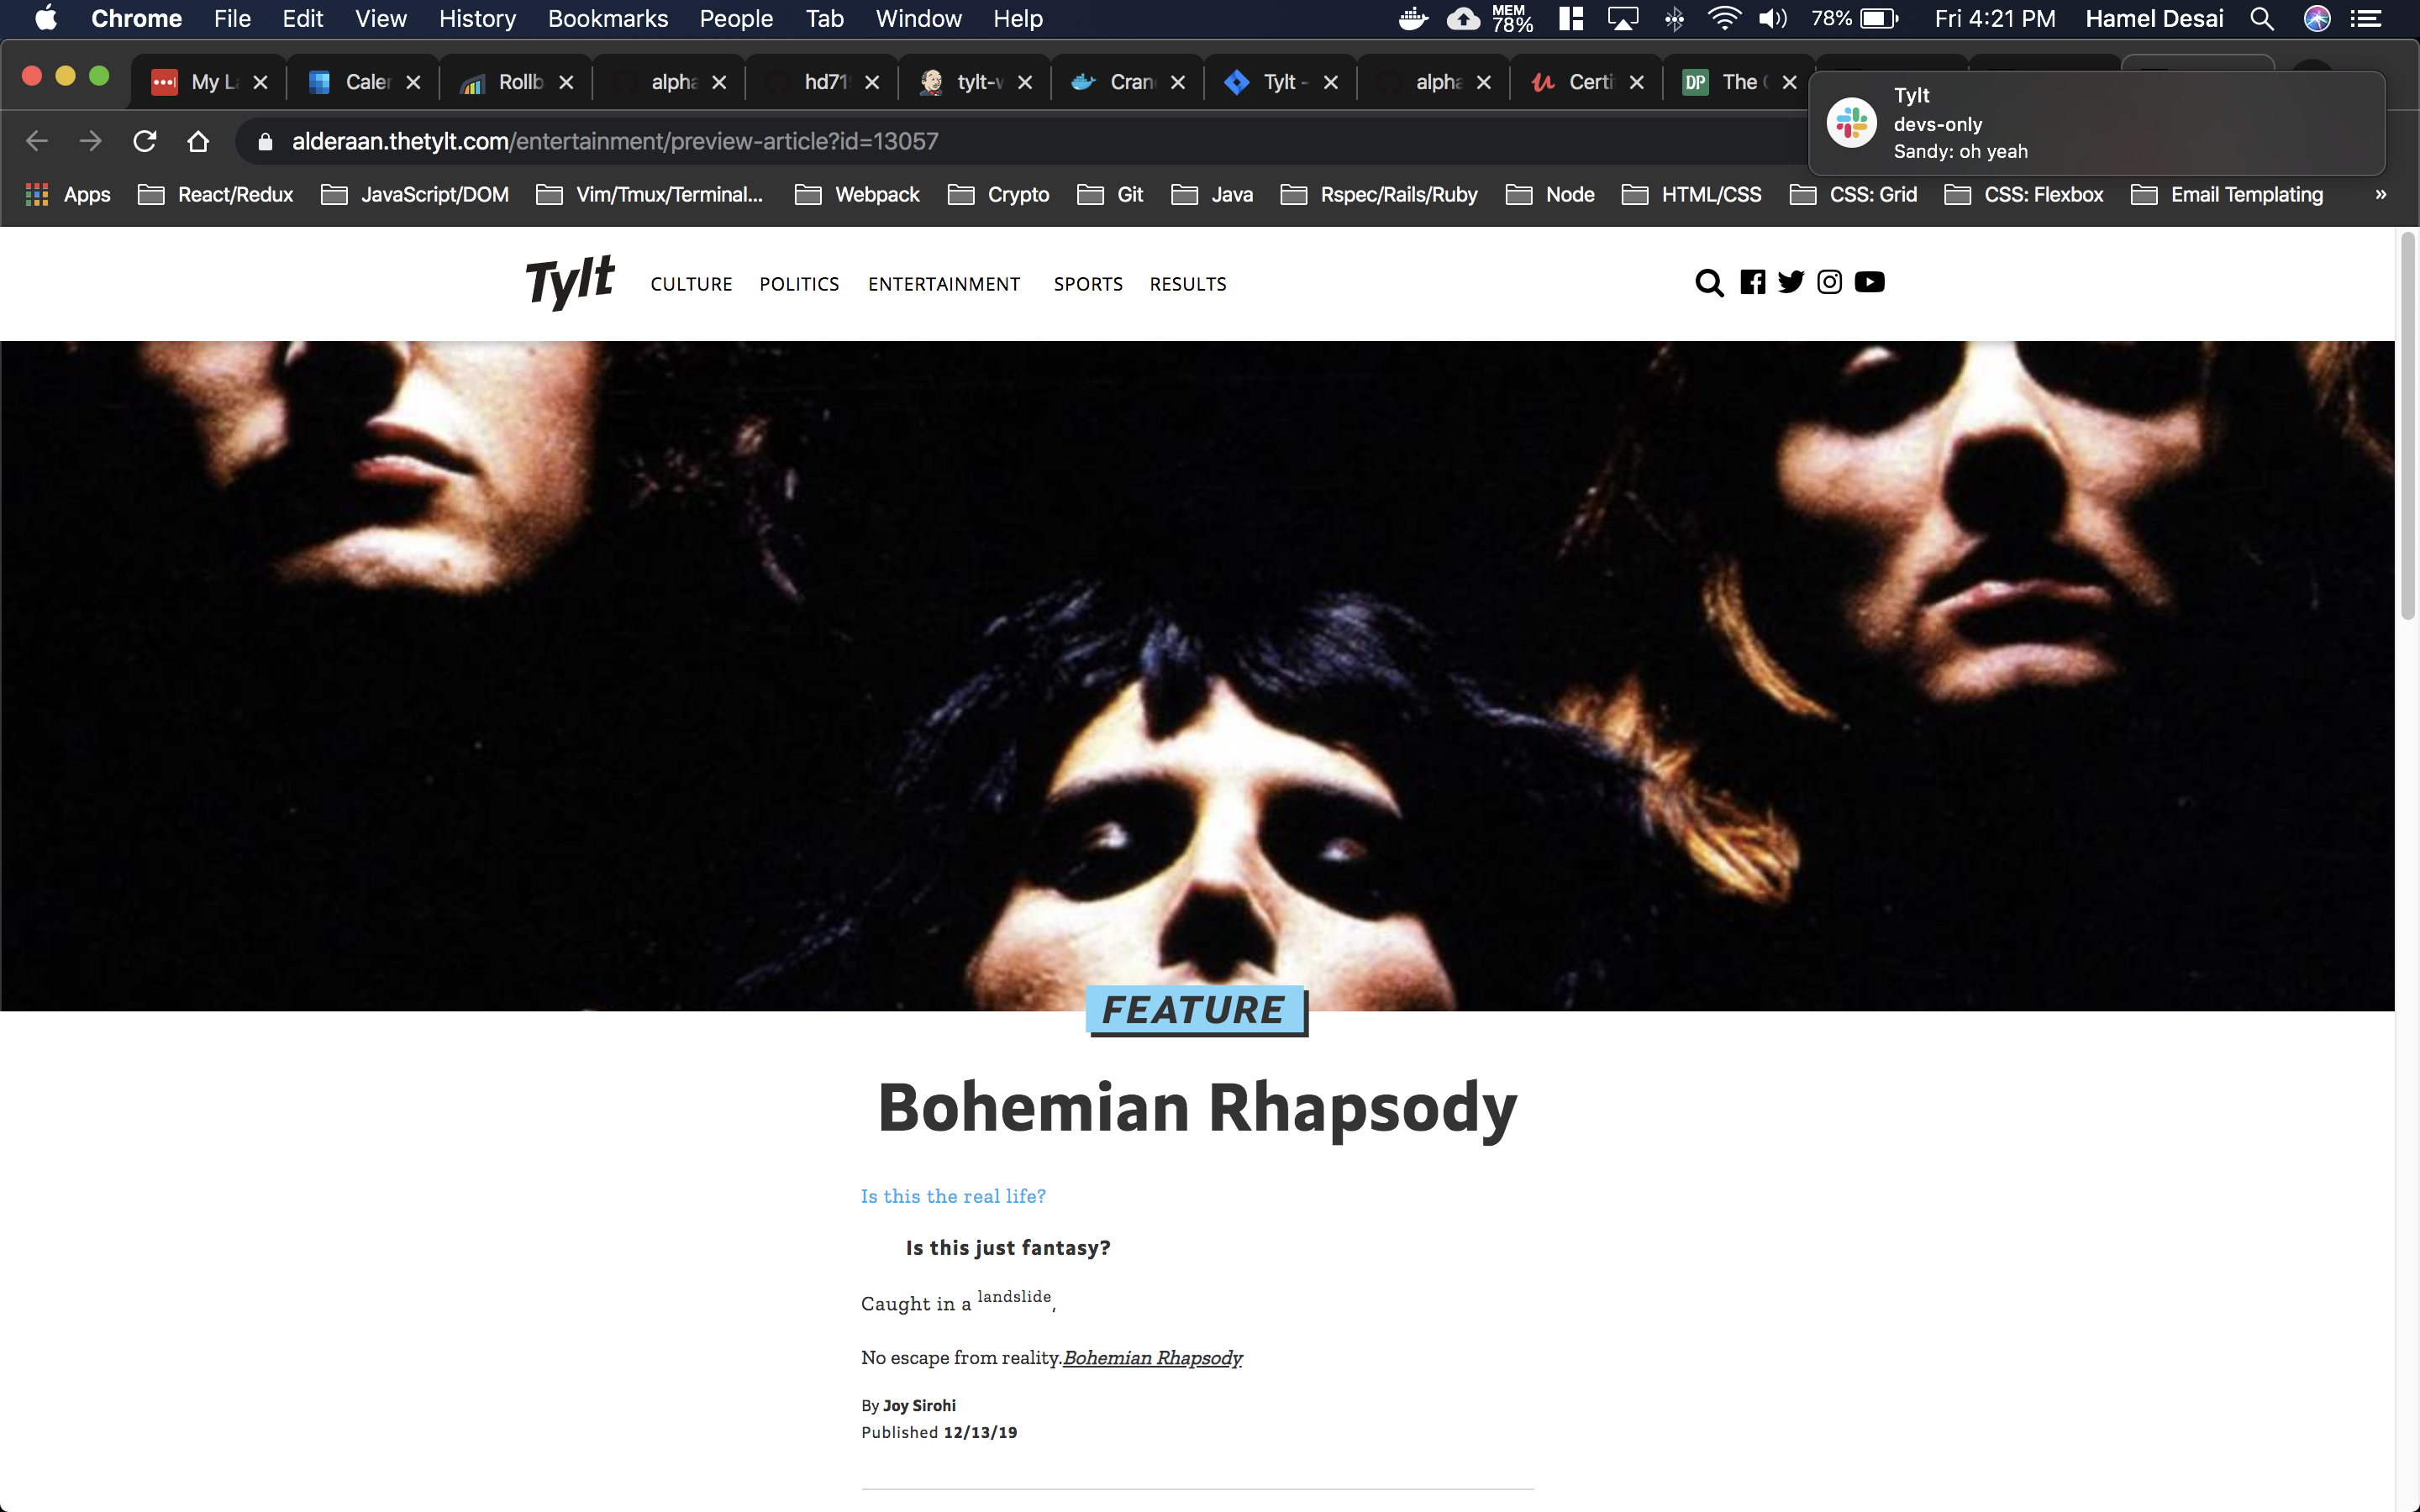 Chrome File Edit View History Bookmarks People Tab Window Help MEM 78% 78% Fri 4:21 PM Hamel Desai
My L Caler Rollb alpha hd71 tylt-w Cran Tylt - alpha Certi DP The
Tylt
devs-only
Sandy: oh yeah
alderaan.thetylt.com/entertainment/preview-article?id=13057
Apps React/Redux JavaScript/DOM Vim/Tmux/Terminal... Webpack Crypto Git Java Rspec/Rails/Ruby Node HTML/CSS CSS: Grid CSS: Flexbox Email Templating »
Tylt CULTURE POLITICS ENTERTAINMENT SPORTS RESULTS
FEATURE
Bohemian Rhapsody
Is this the real life?
Is this just fantasy?
Caught in a landslide,
No escape from reality.Bohemian Rhapsody
By Joy Sirohi
Published 12/13/19